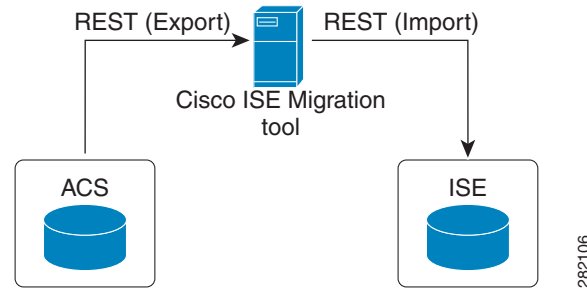 REST (Export)
REST (Import)
Cisco ISE Migration
tool
ACS
ISE
282106